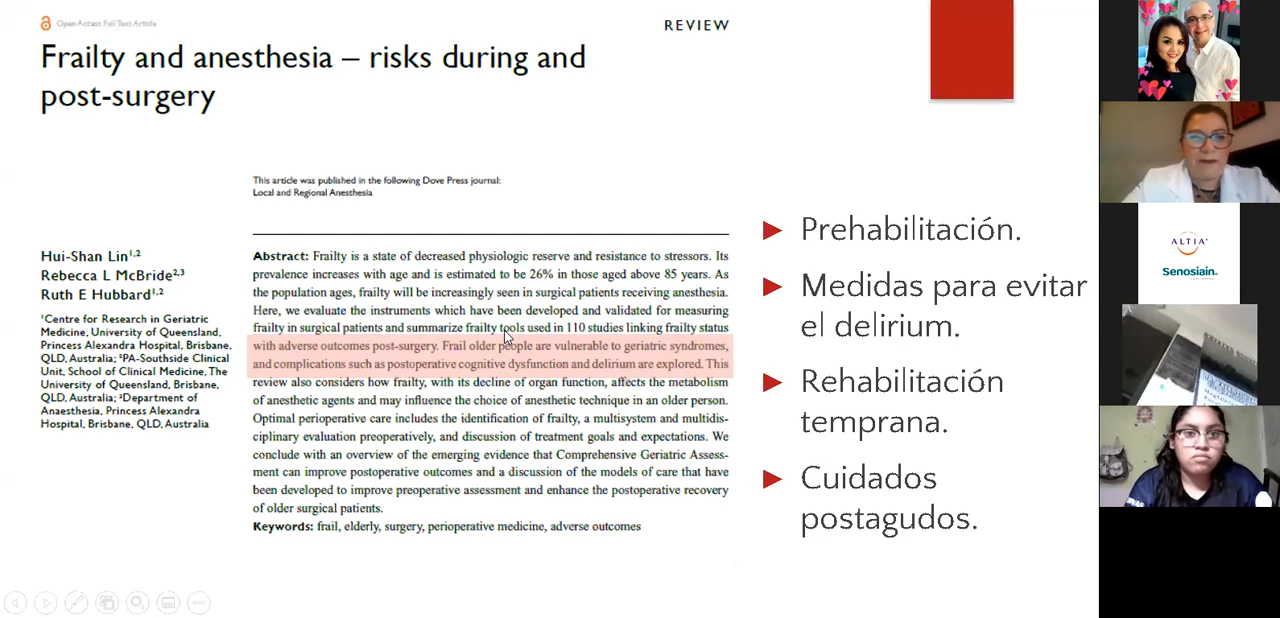 Open Access Full Text Article
REVIEW
Frailty and anesthesia – risks during and
post-surgery
This article was published in the following Dove Press journal:
Local and Regional Anesthesia
Hui-Shan Lin1,2
Rebecca L McBride2,3
Ruth E Hubbard1,2
1Centre for Research in Geriatric
Medicine, University of Queensland,
Princess Alexandra Hospital, Brisbane,
QLD, Australia; 2PA-Southside Clinical
Unit, School of Clinical Medicine, The
University of Queensland, Brisbane,
QLD, Australia; 3Department of
Anaesthesia, Princess Alexandra
Hospital, Brisbane, QLD, Australia
Abstract: Frailty is a state of decreased physiologic reserve and resistance to stressors. Its
prevalence increases with age and is estimated to be 26% in those aged above 85 years. As
the population ages, frailty will be increasingly seen in surgical patients receiving anesthesia.
Here, we evaluate the instruments which have been developed and validated for measuring
frailty in surgical patients and summarize frailty tools used in 110 studies linking frailty status
with adverse outcomes post-surgery. Frail older people are vulnerable to geriatric syndromes,
and complications such as postoperative cognitive dysfunction and delirium are explored. This
review also considers how frailty, with its decline of organ function, affects the metabolism
of anesthetic agents and may influence the choice of anesthetic technique in an older person.
Optimal perioperative care includes the identification of frailty, a multisystem and multidis-
ciplinary evaluation preoperatively, and discussion of treatment goals and expectations. We
conclude with an overview of the emerging evidence that Comprehensive Geriatric Assess-
ment can improve postoperative outcomes and a discussion of the models of care that have
been developed to improve preoperative assessment and enhance the postoperative recovery
of older surgical patients.
Keywords: frail, elderly, surgery, perioperative medicine, adverse outcomes
Prehabilitación.
Medidas para evitar
el delirium.
Rehabilitación
temprana.
Cuidados
postagudos.
ALTIA
Senosiain